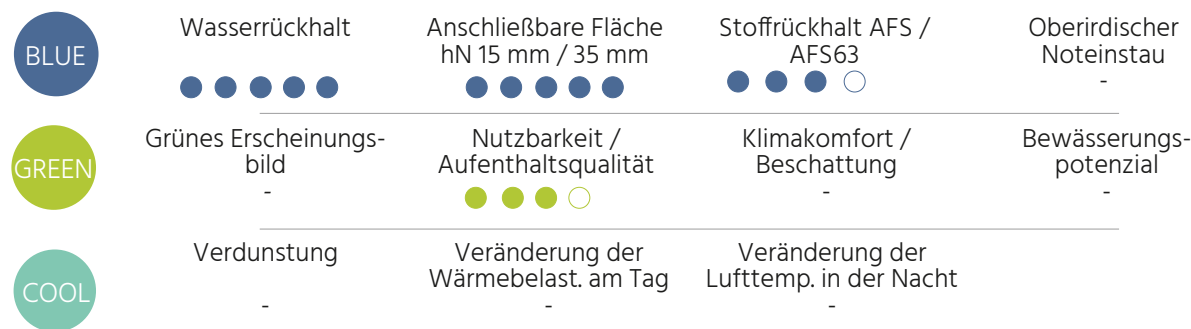 BLUE
Wasserrückhalt
Anschließbare Fläche
hN 15 mm / 35 mm
Stoffrückhalt AFS /
AFS63
Oberirdischer
Noteinstau
-
GREEN
Grünes Erscheinungs-
bild
-
Nutzbarkeit /
Aufenthaltsqualität
Klimakomfort /
Beschattung
-
Bewässerungs-
potenzial
-
COOL
Verdunstung
-
Veränderung der
Wärmebelast. am Tag
-
Veränderung der
Lufttemp. in der Nacht
-